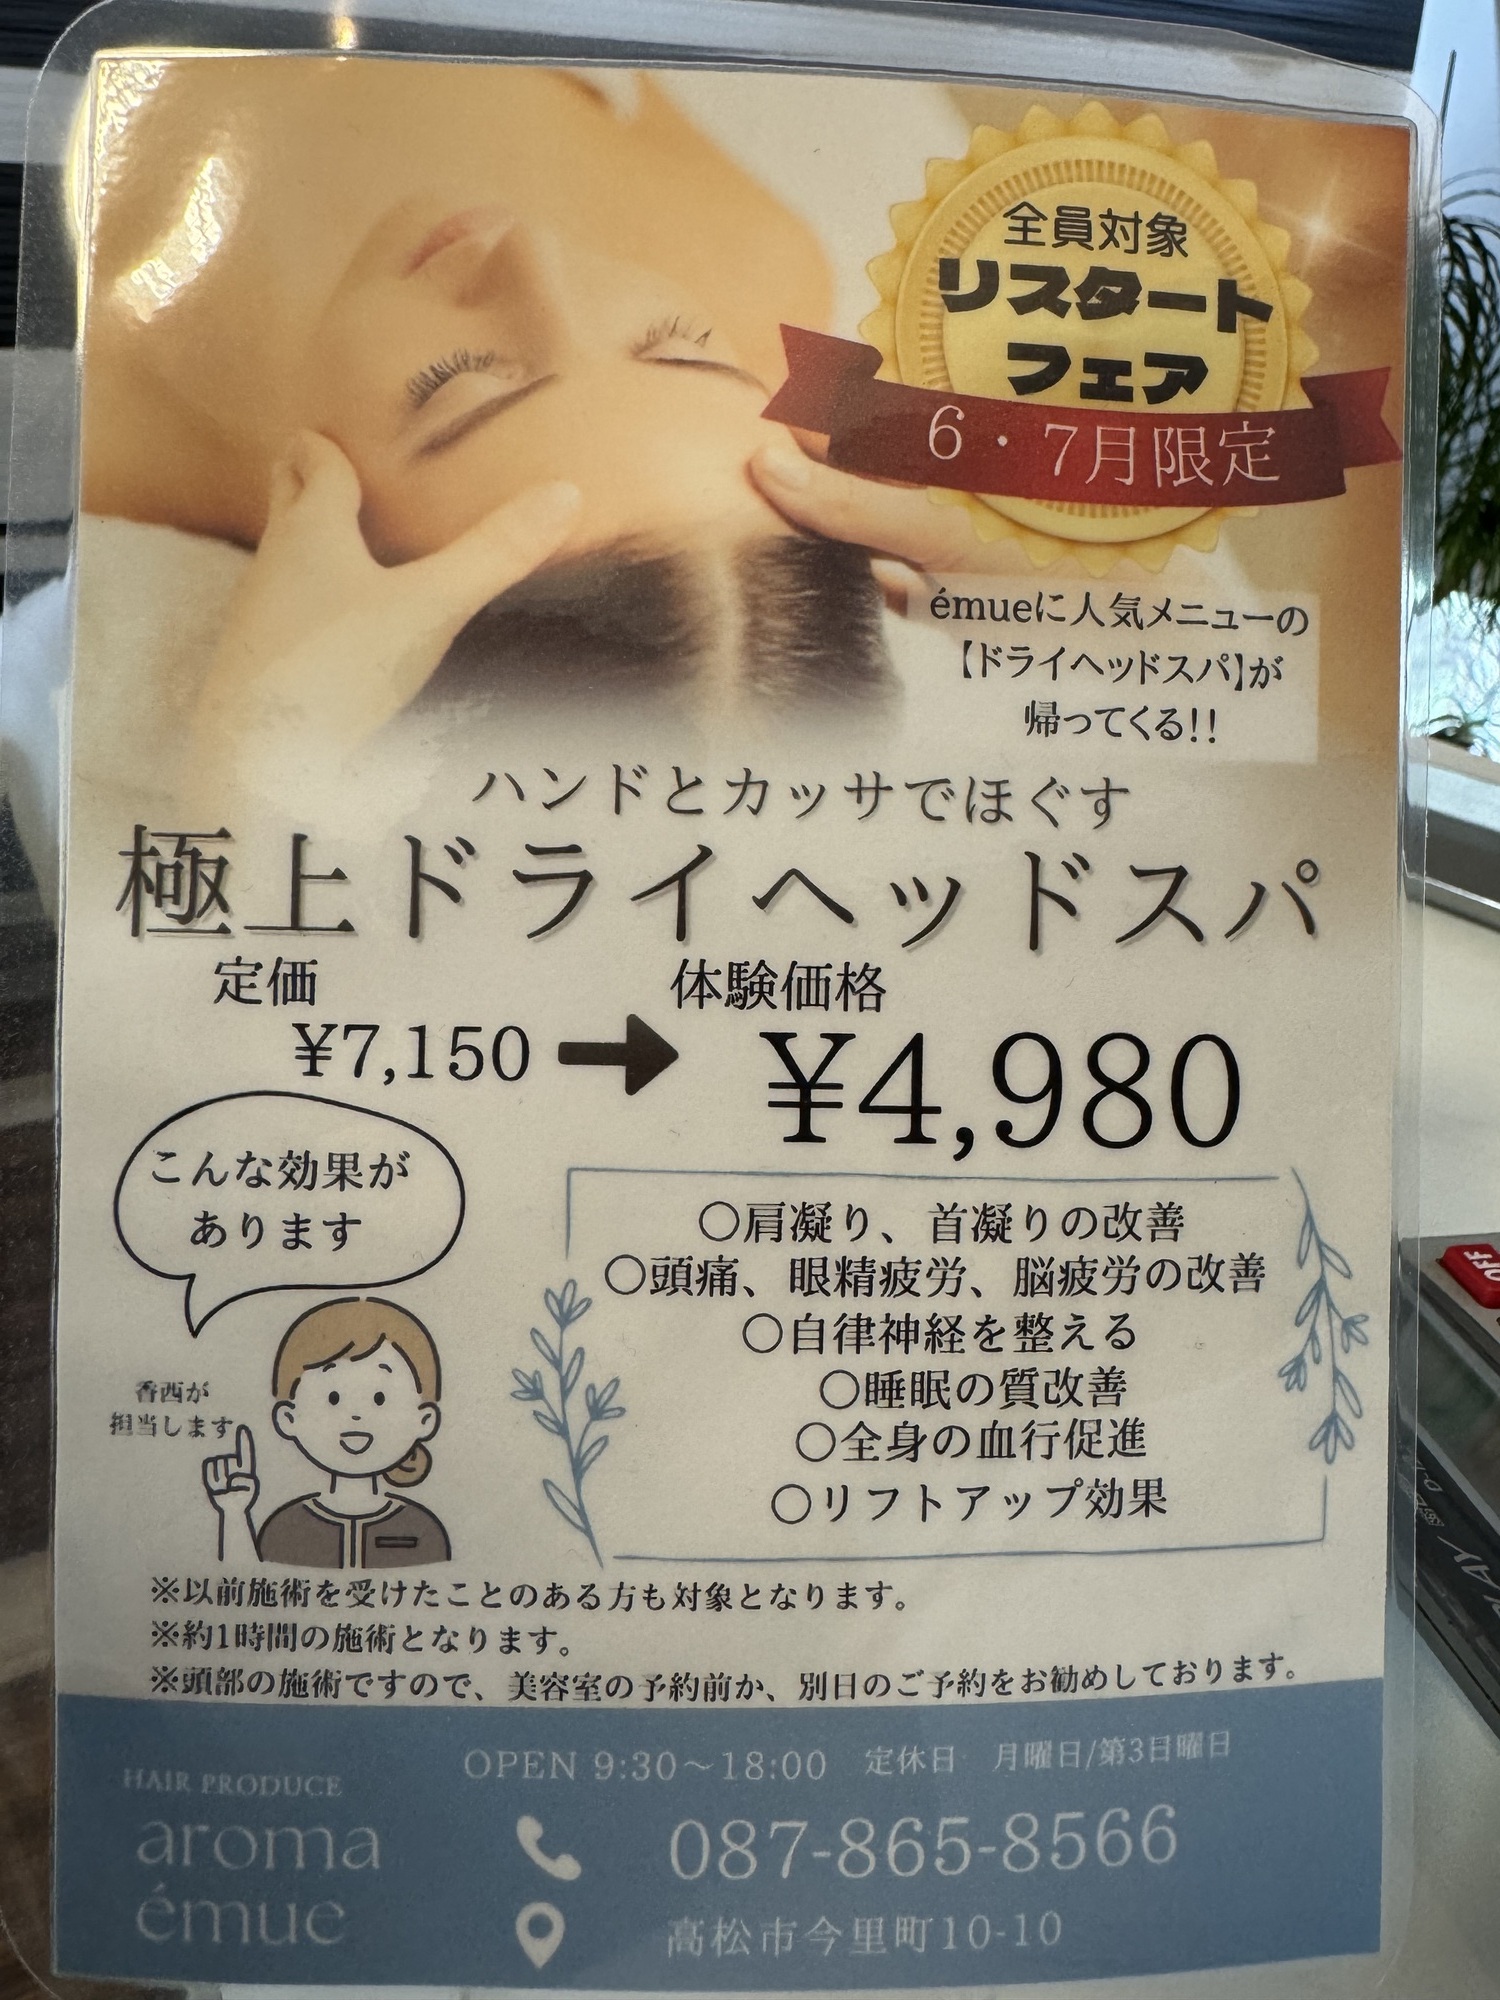 全員対象
リスタート
フェア
6・7月限定
émueに人気メニューの
【ドライヘッドスパ】が
帰ってくる!!
ハンドとカッサでほぐす
極上ドライヘッドスパ
定価
体験価格
¥7,150
¥4,980
こんな効果が
あります
香西が
担当します
○肩凝り、首凝りの改善
○頭痛、眼精疲労、脳疲労の改善
○自律神経を整える
○睡眠の質改善
○全身の血行促進
○リフトアップ効果
※以前施術を受けたことのある方も対象となります。
※約1時間の施術となります。
※頭部の施術ですので、美容室の予約前か、別日のご予約をお勧めしております。
OPEN 9:30～18:00 定休日 月曜日/第3日曜日
HAIR PRODUCE
aroma
émue
087-865-8566
高松市今里町10-10
OFF